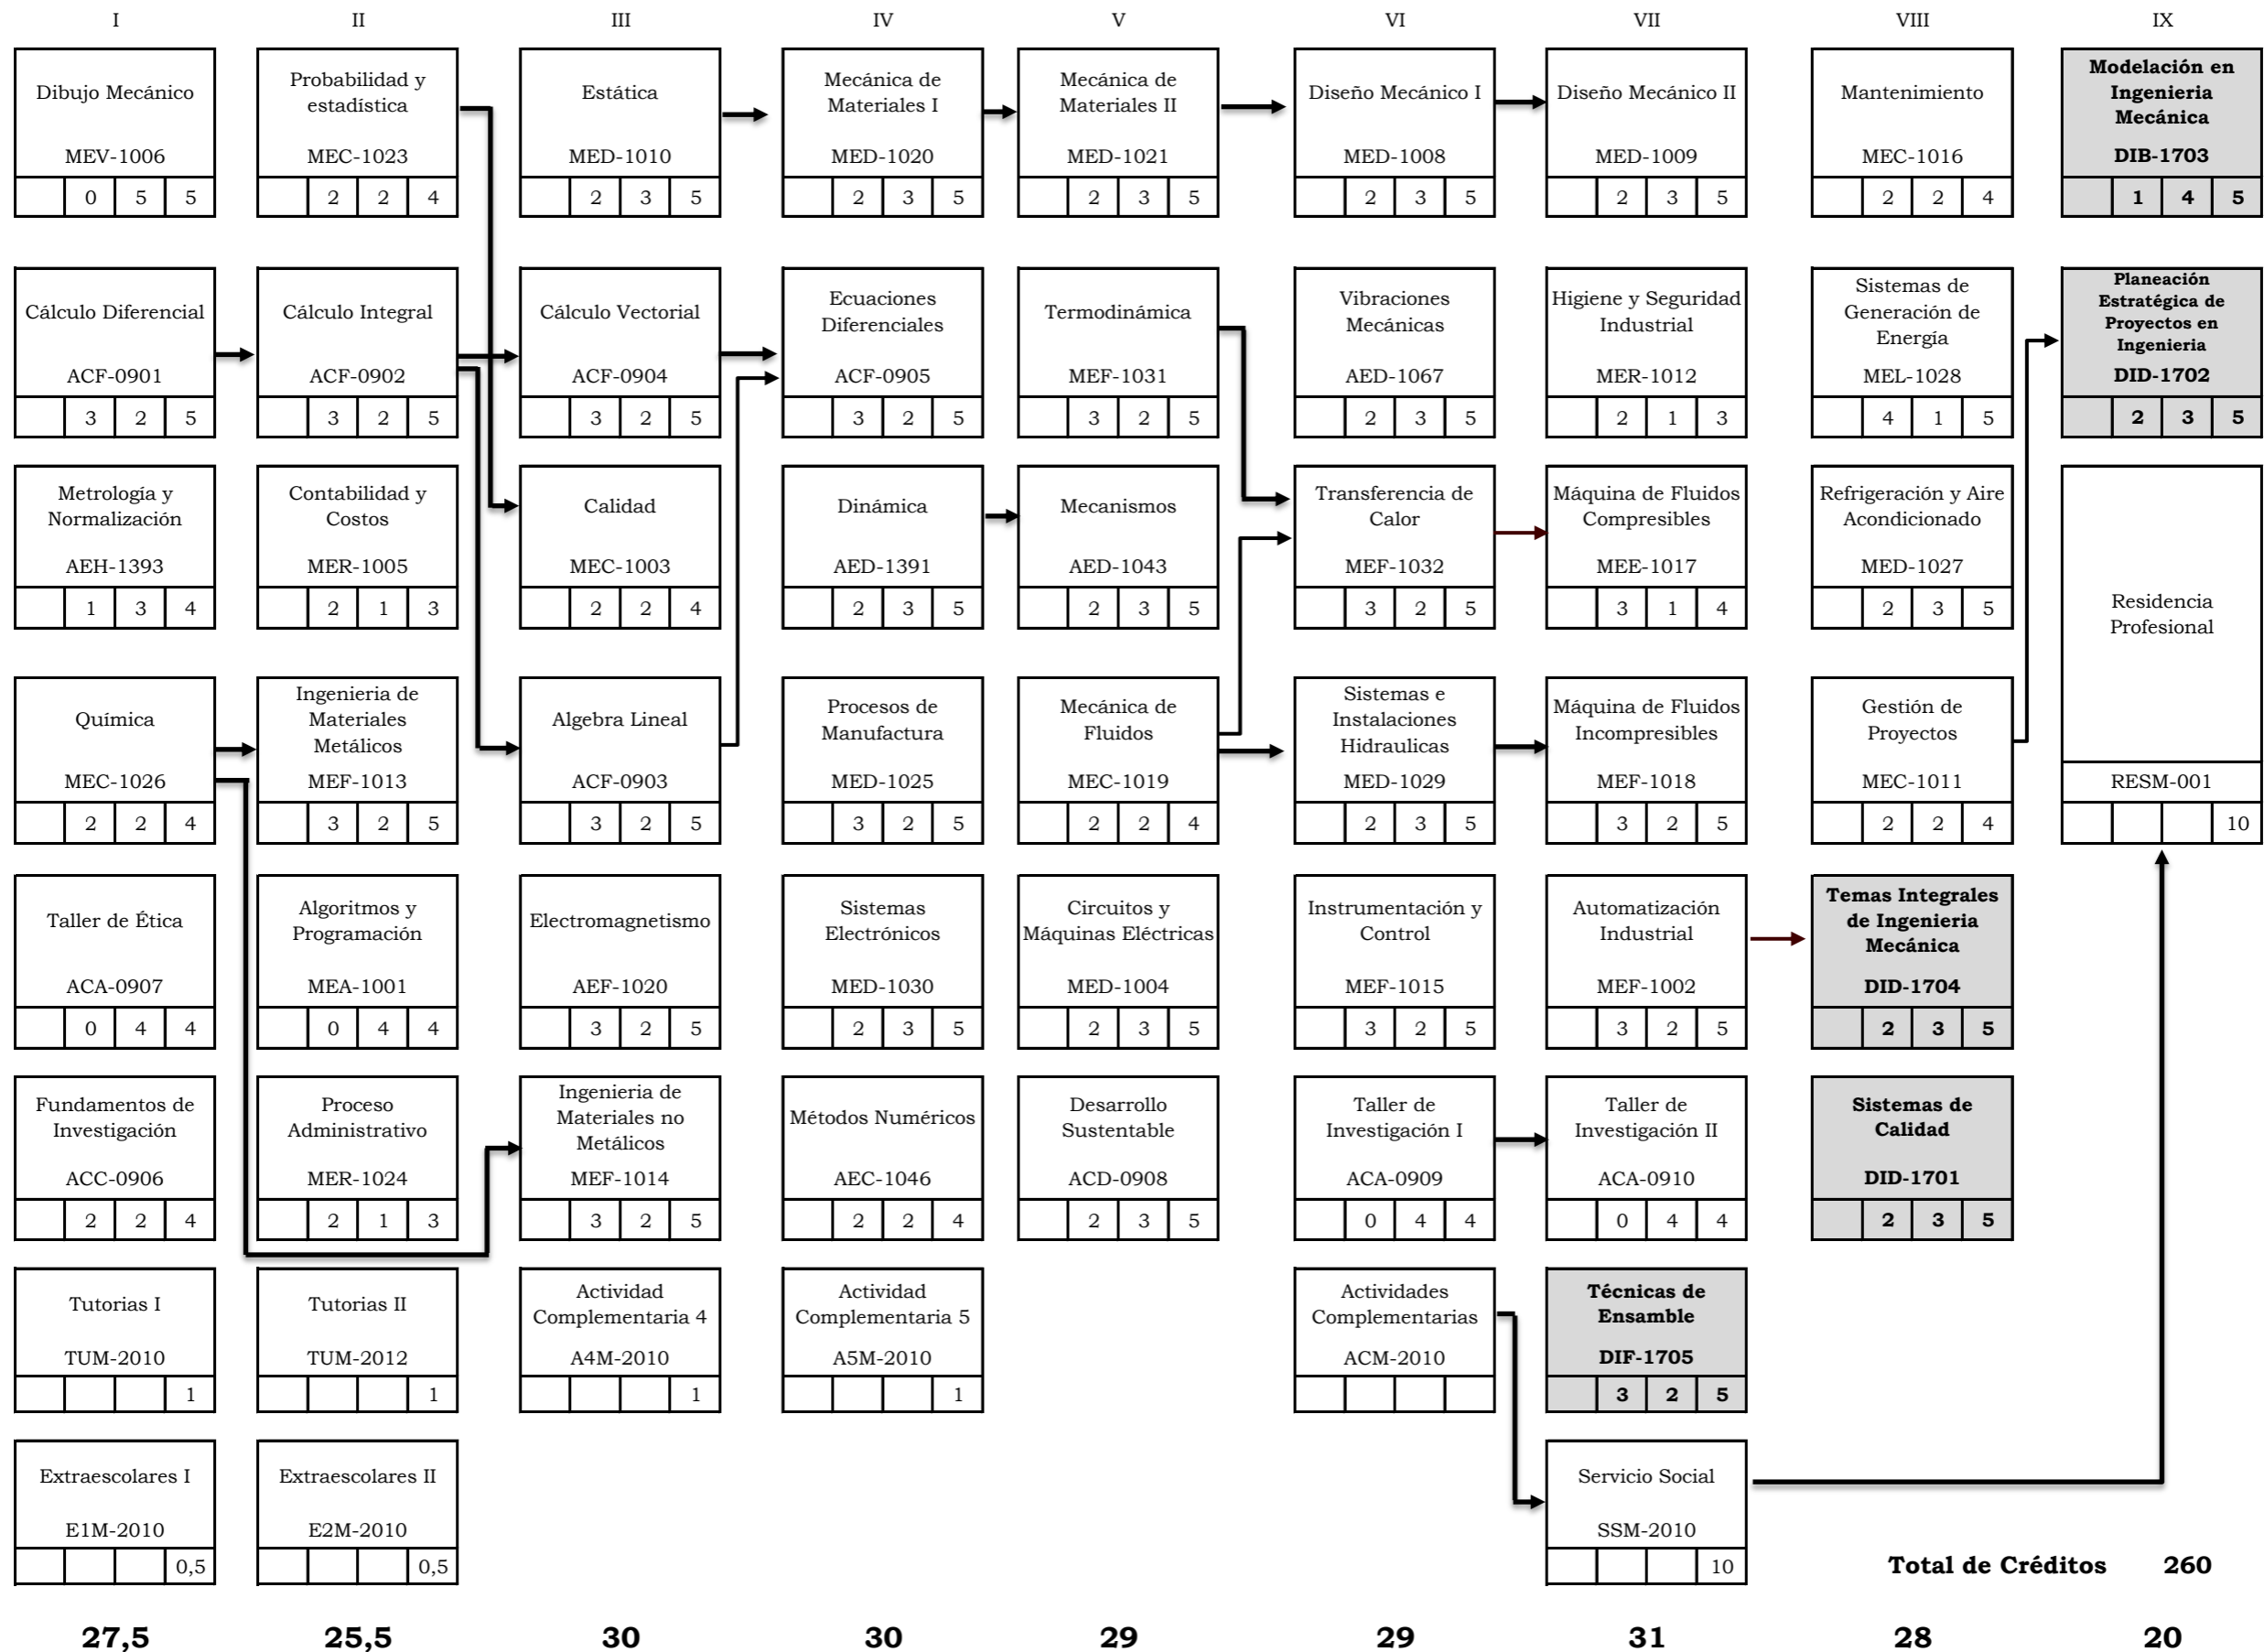 I II III IV V VI VII VIII IX
Dibujo Mecánico
MEV-1006
0 5 5
Probabilidad y
estadística
MEC-1023
2 2 4
Estática
MED-1010
2 3 5
Mecánica de
Materiales I
MED-1020
2 3 5
Mecánica de
Materiales II
MED-1021
2 3 5
Diseño Mecánico I
MED-1008
2 3 5
Diseño Mecánico II
MED-1009
2 3 5
Mantenimiento
MEC-1016
2 2 4
Modelación en
Ingenieria
Mecánica
DIB-1703
1 4 5
Cálculo Diferencial
ACF-0901
3 2 5
Cálculo Integral
ACF-0902
3 2 5
Cálculo Vectorial
ACF-0904
3 2 5
Ecuaciones
Diferenciales
ACF-0905
3 2 5
Termodinámica
MEF-1031
3 2 5
Vibraciones
Mecánicas
AED-1067
2 3 5
Higiene y Seguridad
Industrial
MER-1012
2 1 3
Sistemas de
Generación de
Energía
MEL-1028
4 1 5
Planeación
Estratégica de
Proyectos en
Ingenieria
DID-1702
2 3 5
Metrología y
Normalización
AEH-1393
1 3 4
Contabilidad y
Costos
MER-1005
2 1 3
Calidad
MEC-1003
2 2 4
Dinámica
AED-1391
2 3 5
Mecanismos
AED-1043
2 3 5
Transferencia de
Calor
MEF-1032
3 2 5
Máquina de Fluidos
Compresibles
MEE-1017
3 1 4
Refrigeración y Aire
Acondicionado
MED-1027
2 3 5
Residencia
Profesional
RESM-001
10
Química
MEC-1026
2 2 4
Ingenieria de
Materiales
Metálicos
MEF-1013
3 2 5
Algebra Lineal
ACF-0903
3 2 5
Procesos de
Manufactura
MED-1025
3 2 5
Mecánica de
Fluidos
MEC-1019
2 2 4
Sistemas e
Instalaciones
Hidraulicas
MED-1029
2 3 5
Máquina de Fluidos
Incompresibles
MEF-1018
3 2 5
Gestión de
Proyectos
MEC-1011
2 2 4
Taller de Ética
ACA-0907
0 4 4
Algoritmos y
Programación
MEA-1001
0 4 4
Electromagnetismo
AEF-1020
3 2 5
Sistemas
Electrónicos
MED-1030
2 3 5
Circuitos y
Máquinas Eléctricas
MED-1004
2 3 5
Instrumentación y
Control
MEF-1015
3 2 5
Automatización
Industrial
MEF-1002
3 2 5
Temas Integrales
de Ingenieria
Mecánica
DID-1704
2 3 5
Fundamentos de
Investigación
ACC-0906
2 2 4
Proceso
Administrativo
MER-1024
2 1 3
Ingenieria de
Materiales no
Metálicos
MEF-1014
3 2 5
Métodos Numéricos
AEC-1046
2 2 4
Desarrollo
Sustentable
ACD-0908
2 3 5
Taller de
Investigación I
ACA-0909
0 4 4
Taller de
Investigación II
ACA-0910
0 4 4
Sistemas de
Calidad
DID-1701
2 3 5
Tutorias I
TUM-2010
1
Tutorias II
TUM-2012
1
Actividad
Complementaria 4
A4M-2010
1
Actividad
Complementaria 5
A5M-2010
1
Actividades
Complementarias
ACM-2010
Técnicas de
Ensamble
DIF-1705
3 2 5
Extraescolares I
E1M-2010
0,5
Extraescolares II
E2M-2010
0,5
Servicio Social
SSM-2010
10
Total de Créditos 260
27,5 25,5 30 30 29 29 31 28 20